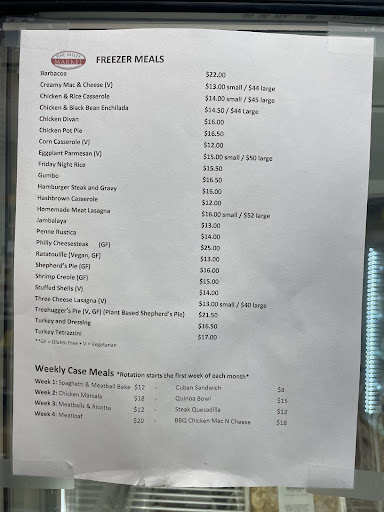 PINE VALLEY
MARKET
FREEZER MEALS
Barbacoa $22.00
Creamy Mac & Cheese (V) $13.00 small / $44 large
Chicken & Rice Casserole $14.00 small / $45 large
Chicken & Black Bean Enchilada $14.50 / $44 Large
Chicken Divan $16.00
Chicken Pot Pie $16.50
Corn Casserole (V) $12.00
Eggplant Parmesan (V) $15.00 small / $50 large
Friday Night Rice $15.50
Gumbo $16.50
Hamburger Steak and Gravy $16.00
Hashbrown Casserole $12.00
Homemade Meat Lasagna $16.00 small / $52 large
Jambalaya $13.00
Penne Rustica $14.00
Philly Cheesesteak (GF) $25.00
Ratatouille (Vegan, GF) $13.00
Shepherd's Pie (GF) $16.00
Shrimp Creole (GF) $15.00
Stuffed Shells (V) $14.00
Three Cheese Lasagna (V) $13.00 small / $40 large
Treehugger's Pie (V, GF) (Plant Based Shepherd's Pie) $21.50
Turkey and Dressing $16.50
Turkey Tetrazzini $17.00
**GF = Gluten Free • V = Vegetarian
Weekly Case Meals *Rotation starts the first week of each month*
Week 1: Spaghetti & Meatball Bake $12 - Cuban Sandwich $8
Week 2: Chicken Marsala $18 - Quinoa Bowl $15
Week 3: Meatballs & Ricotta $12 - Steak Quesadilla $12
Week 4: Meatloaf $20 - BBQ Chicken Mac N Cheese $18